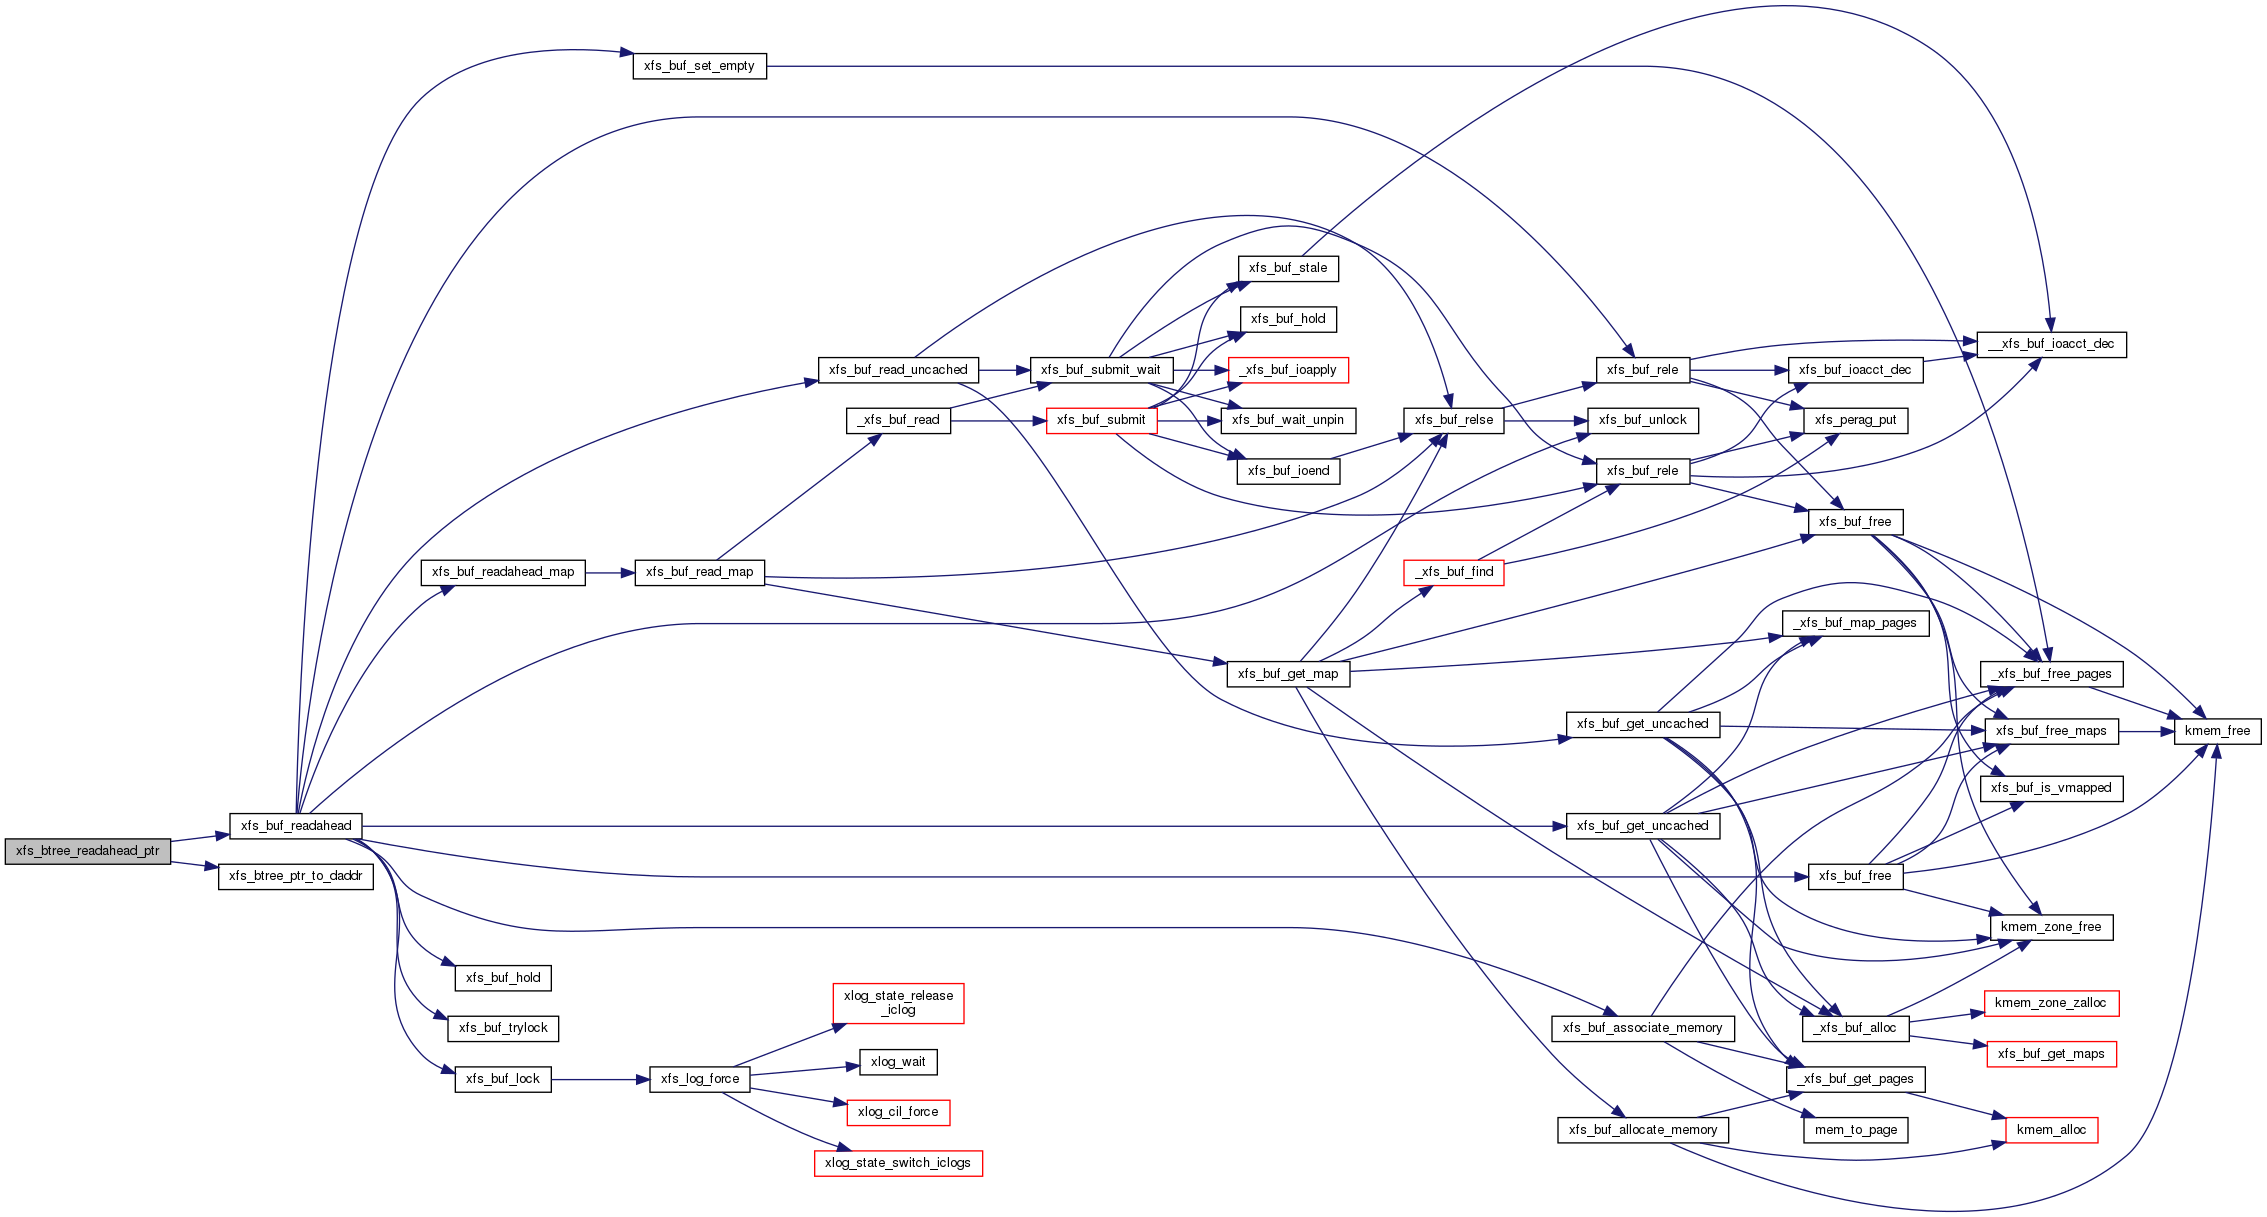 xfs_btree_readahead_ptr
xfs_buf_readahead
xfs_btree_ptr_to_daddr
xfs_buf_set_empty
xfs_buf_readahead_map
xfs_buf_read_map
xfs_buf_hold
xfs_buf_trylock
xfs_buf_lock
xfs_log_force
xfs_buf_read_uncached
_xfs_buf_read
xlog_state_release
_iclog
xlog_wait
xlog_cil_force
xlog_state_switch_iclogs
xfs_buf_submit_wait
xfs_buf_submit
xfs_buf_stale
xfs_buf_hold
_xfs_buf_ioapply
xfs_buf_wait_unpin
xfs_buf_ioend
xfs_buf_get_map
xfs_buf_relse
_xfs_buf_find
xfs_buf_rele
xfs_buf_unlock
xfs_buf_rele
xfs_buf_get_uncached
xfs_buf_get_uncached
xfs_buf_associate_memory
xfs_buf_allocate_memory
xfs_buf_ioacct_dec
xfs_perag_put
xfs_buf_free
_xfs_buf_map_pages
xfs_buf_free
_xfs_buf_alloc
_xfs_buf_get_pages
mem_to_page
__xfs_buf_ioacct_dec
_xfs_buf_free_pages
xfs_buf_free_maps
xfs_buf_is_vmapped
kmem_zone_free
kmem_zone_zalloc
xfs_buf_get_maps
kmem_alloc
kmem_free